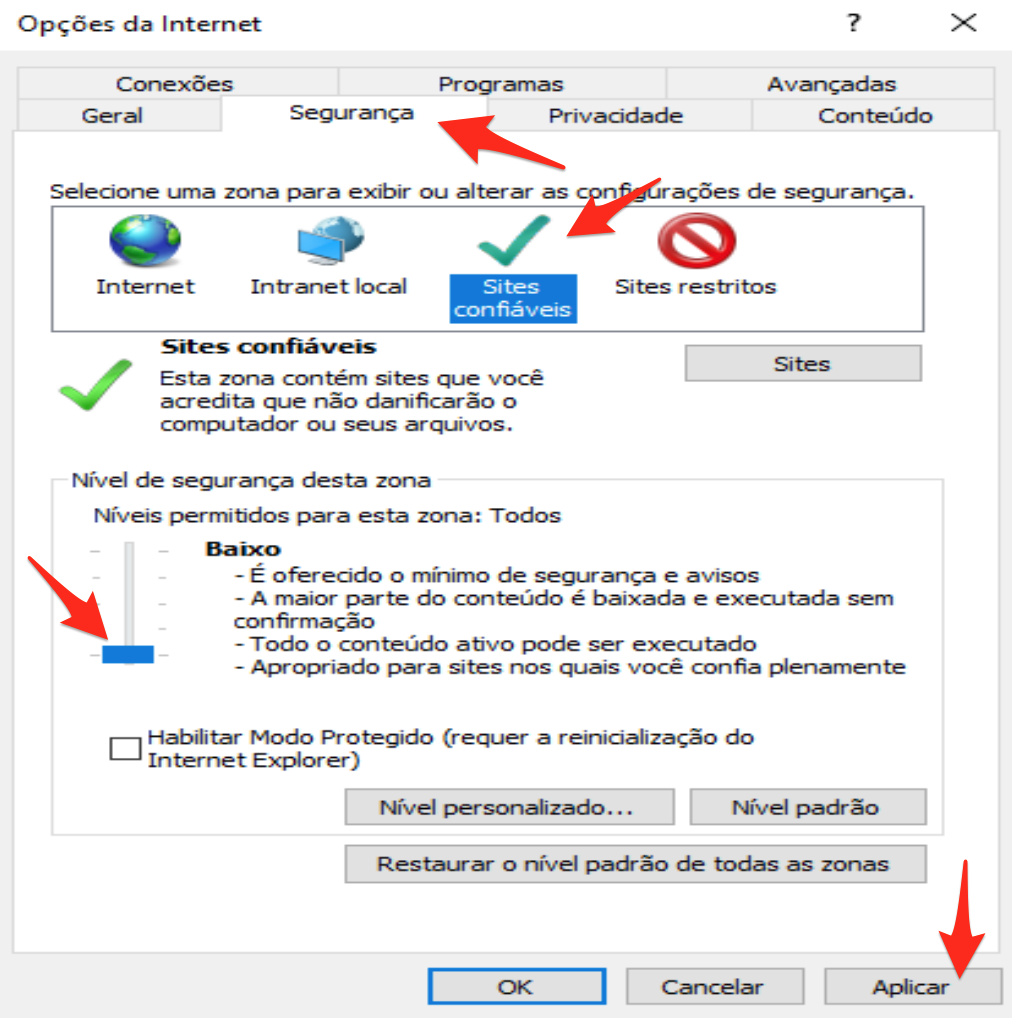 Opções da Internet
?
Conexões
Programas
Avançadas
Geral
Segurança
Privacidade
Conteúdo
Selecione uma zona para exibir ou alterar as configurações de segurança.
Internet
Intranet local
Sites
confiáveis
Sites restritos
Sites confiáveis
Esta zona contém sites que você
acredita que não danificarão o
computador ou seus arquivos.
Sites
Nível de segurança desta zona
Níveis permitidos para esta zona: Todos
Baixo
- É oferecido o mínimo de segurança e avisos
- A maior parte do conteúdo é baixada e executada sem
confirmação
- Todo o conteúdo ativo pode ser executado
- Apropriado para sites nos quais você confia plenamente
Habilitar Modo Protegido (requer a reinicialização do
Internet Explorer)
Nível personalizado...
Nível padrão
Restaurar o nível padrão de todas as zonas
OK
Cancelar
Aplicar